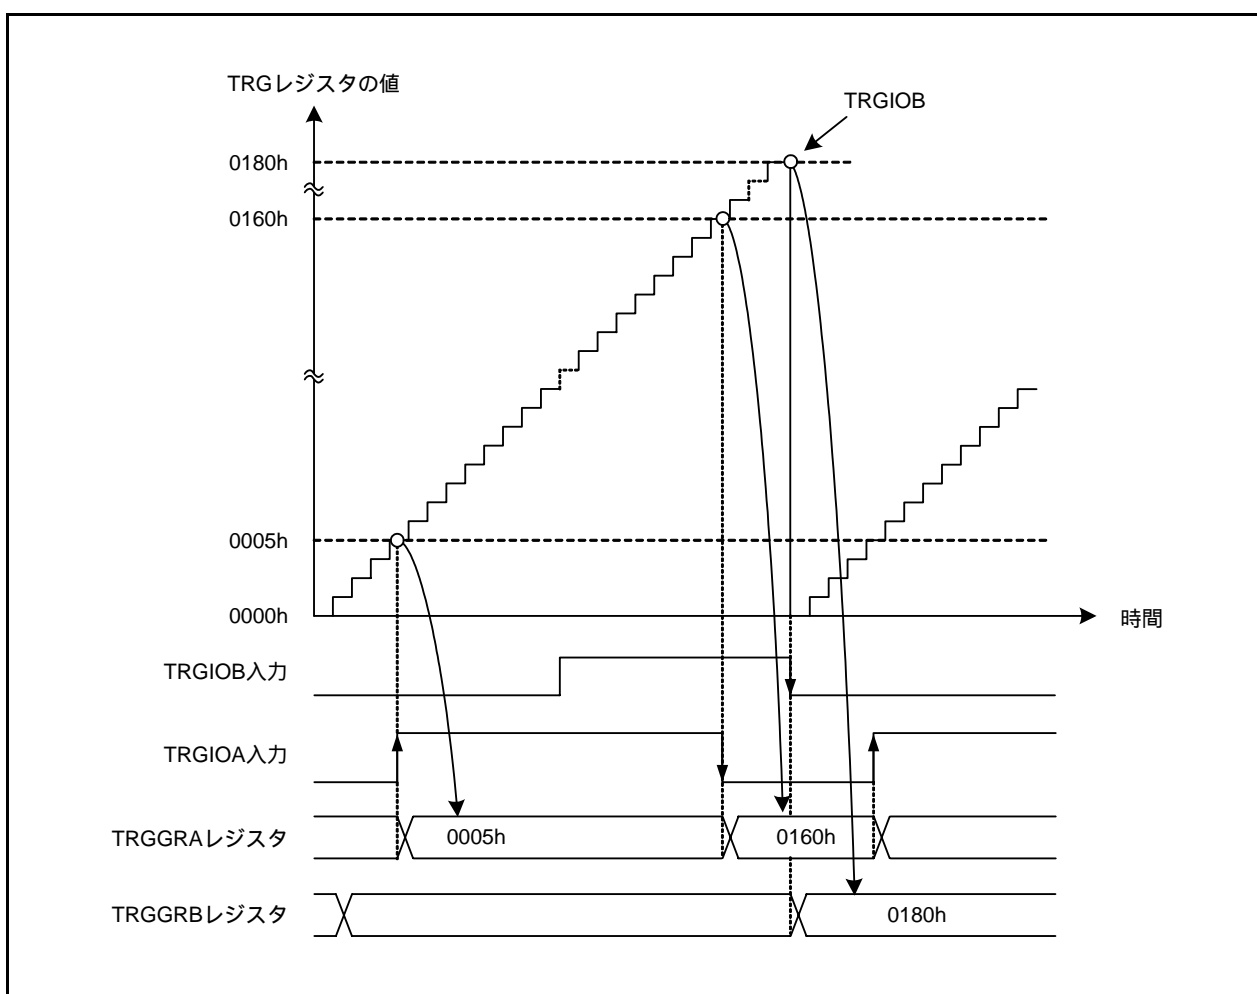 TRGレジスタの値
TRGIOB
0180h
0160h
0005h
0000h
時間
TRGIOB入力
TRGIOA入力
TRGGRAレジスタ
0005h
0160h
TRGGRBレジスタ
0180h